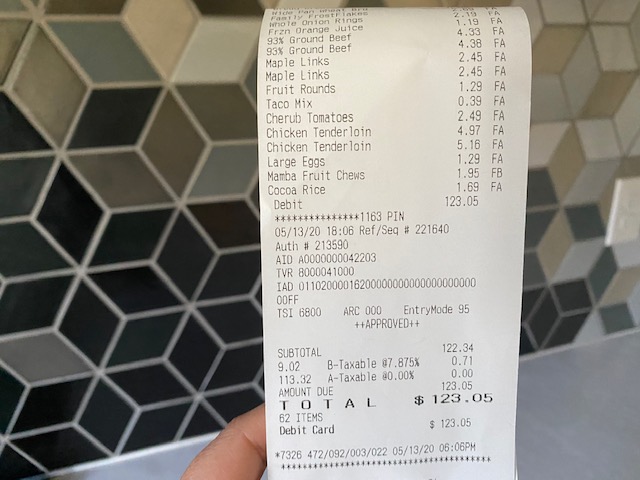 Wide Pan Wheat Bre
Family FrostFlakes 2.19 FA
Whole Onion Rings 1.19 FA
Frzn Orange Juice 4.33 FA
93% Ground Beef 4.38 FA
93% Ground Beef
Maple Links 2.45 FA
Maple Links 2.45 FA
Fruit Rounds 1.29 FA
Taco Mix 0.39 FA
Cherub Tomatoes 2.49 FA
Chicken Tenderloin 4.97 FA
Chicken Tenderloin 5.16 FA
Large Eggs 1.29 FA
Mamba Fruit Chews 1.95 FB
Cocoa Rice 1.69 FA
Debit 123.05
***************1163 PIN
05/13/20 18:06 Ref/Seq # 221640
Auth # 213590
AID A0000000042203
TVR 8000041000
IAD 0110200001620000000000000000000000
00FF
TSI 6800 ARC 000 EntryMode 95
++APPROVED++
SUBTOTAL 122.34
9.02 B-Taxable @7.875% 0.71
113.32 A-Taxable @0.00% 0.00
AMOUNT DUE 123.05
TOTAL $ 123.05
62 ITEMS
Debit Card $ 123.05
*7326 472/092/003/022 05/13/20 06:06PM